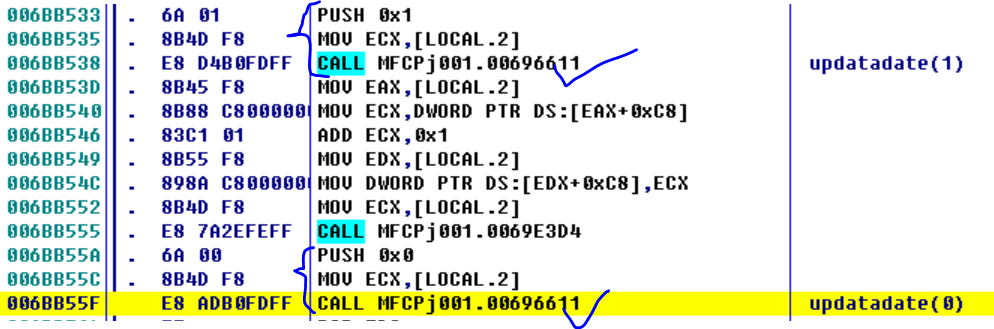 006BB533 . 6A 01 PUSH 0x1
006BB535 . 8B4D F8 MOV ECX,[LOCAL.2]
006BB538 . E8 D4B0FDFF CALL MFCPj001.00696611 updatadate(1)
006BB53D . 8B45 F8 MOV EAX,[LOCAL.2]
006BB540 . 8B88 C8000000 MOV ECX,DWORD PTR DS:[EAX+0xC8]
006BB546 . 83C1 01 ADD ECX,0x1
006BB549 . 8B55 F8 MOV EDX,[LOCAL.2]
006BB54C . 898A C8000000 MOV DWORD PTR DS:[EDX+0xC8],ECX
006BB552 . 8B4D F8 MOV ECX,[LOCAL.2]
006BB555 . E8 7A2EFEFF CALL MFCPj001.0069E3D4
006BB55A . 6A 00 PUSH 0x0
006BB55C . 8B4D F8 MOV ECX,[LOCAL.2]
006BB55F . E8 ADB0FDFF CALL MFCPj001.00696611 updatadate(0)